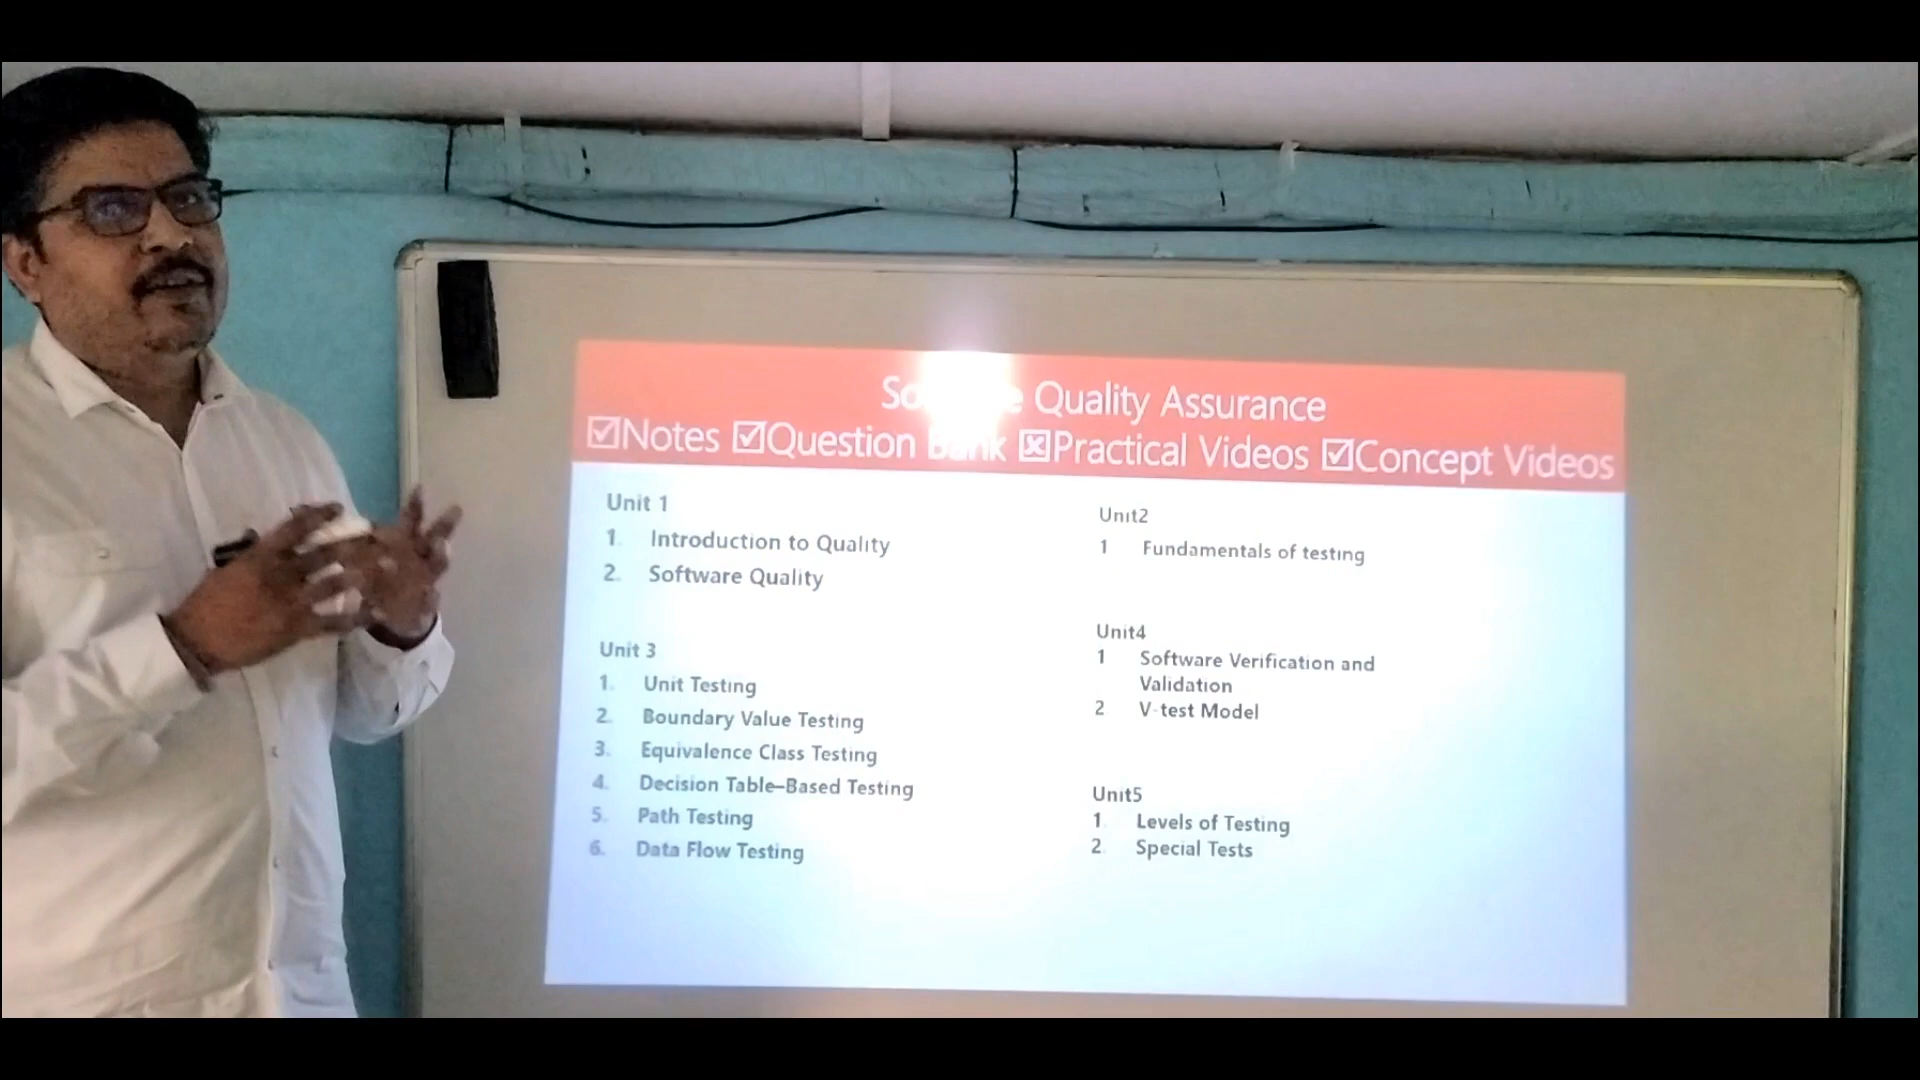 Quality Assurance
☑Notes ☑Question Bank ☒Practical Videos ☑Concept Videos
Unit 1
1. Introduction to Quality
2. Software Quality
Unit2
1 Fundamentals of testing
Unit 3
1. Unit Testing
2. Boundary Value Testing
3. Equivalence Class Testing
4. Decision Table–Based Testing
5. Path Testing
6. Data Flow Testing
Unit4
1 Software Verification and
Validation
2 V-test Model
Unit5
1. Levels of Testing
2. Special Tests